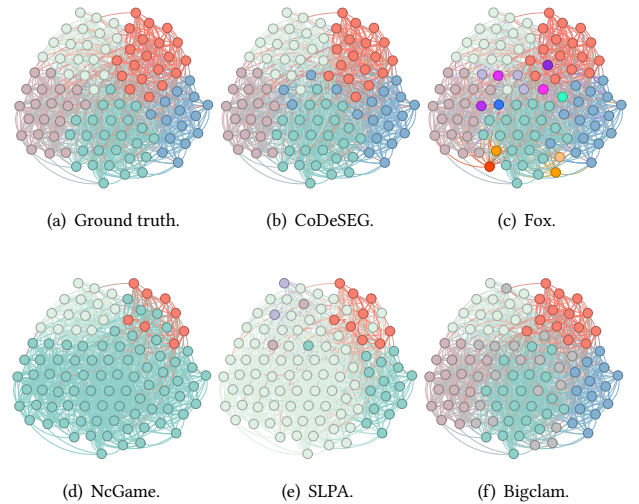 (a) Ground truth.
(b) CoDeSEG.
(c) Fox.
(d) NcGame.
(e) SLPA.
(f) Bigclam.